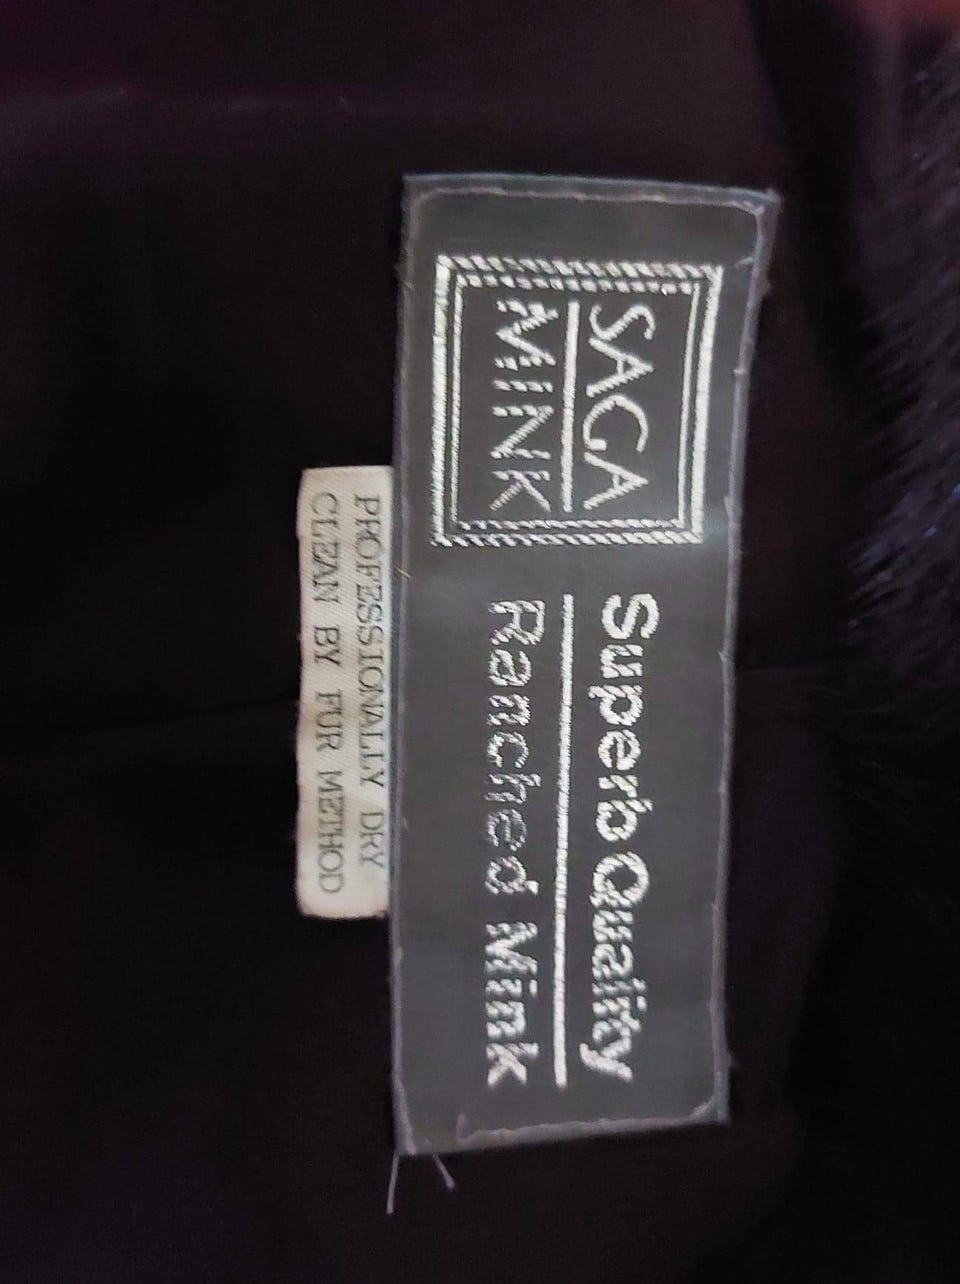 SAGA
MINK
Superb Quality
Ranched Mink
PROFESSIONALLY DRY
CLEAN BY FUR METHOD